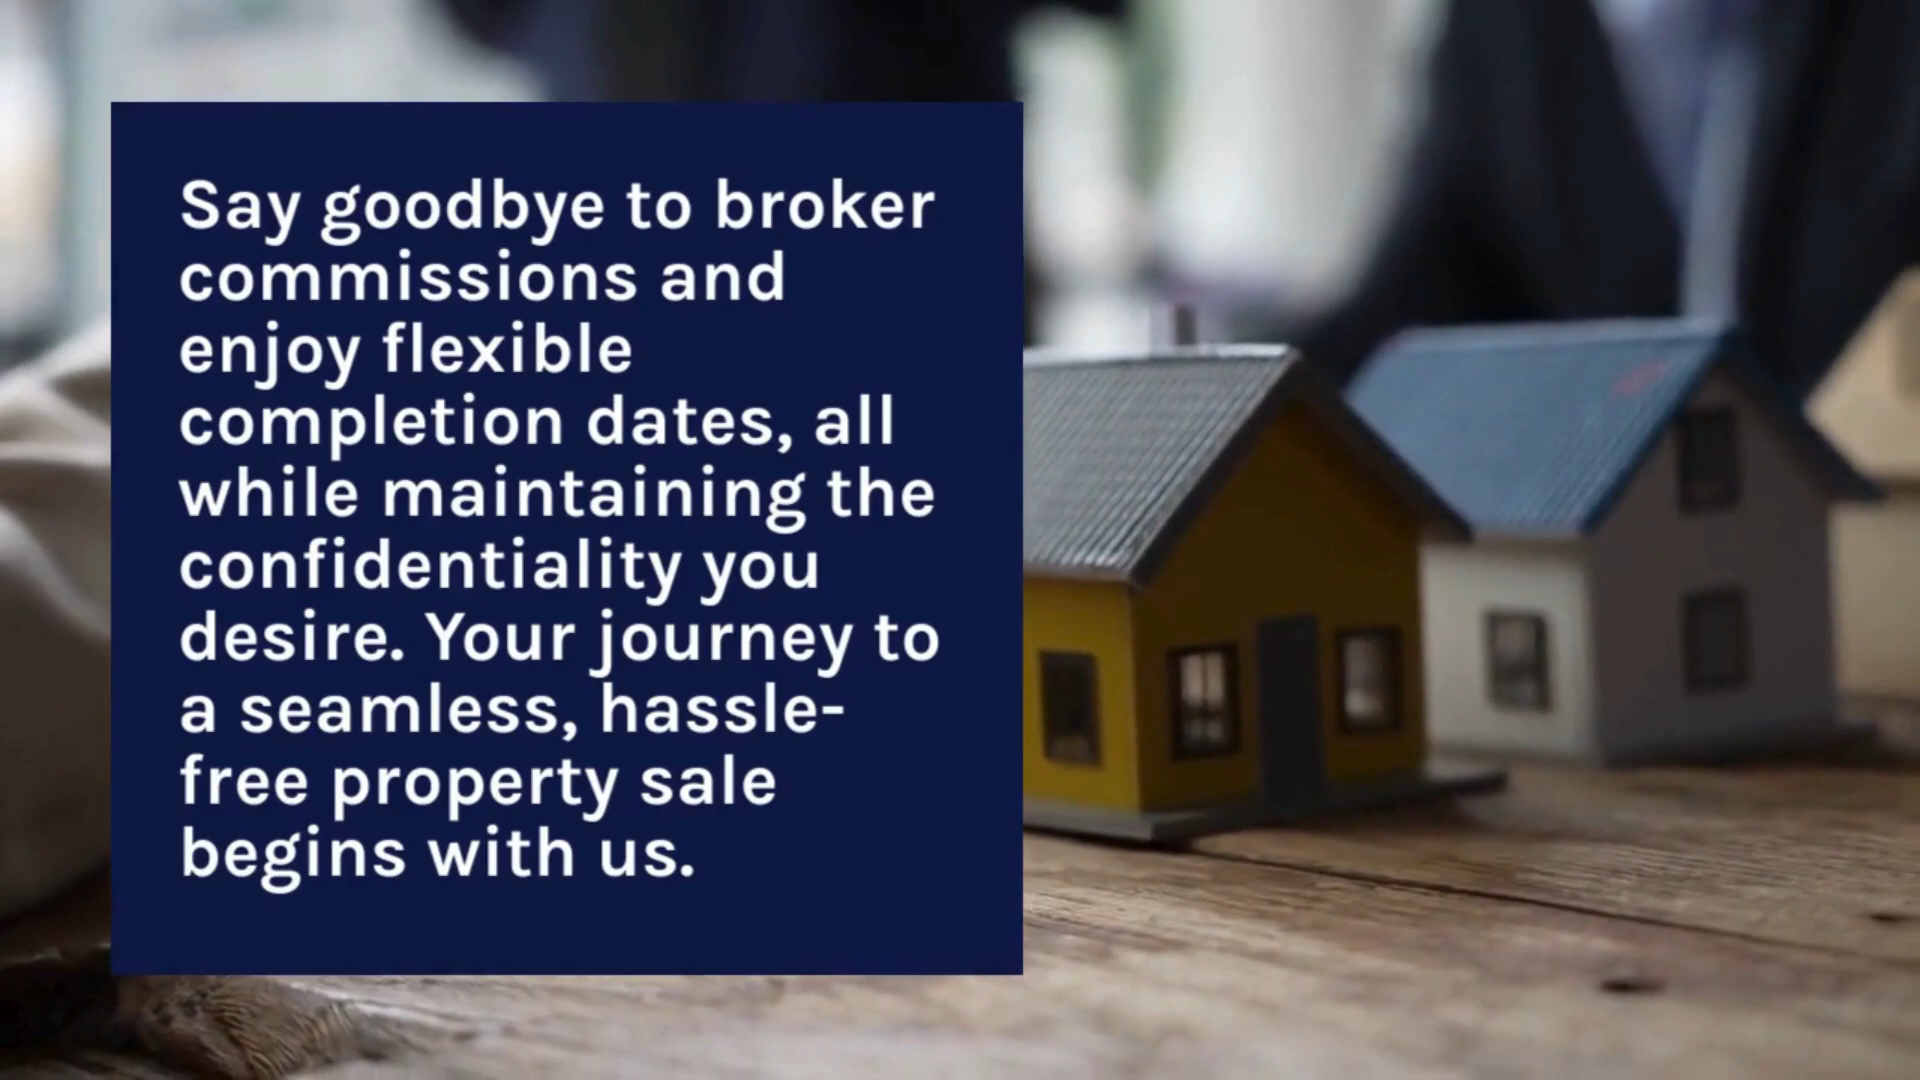 Say goodbye to broker
commissions and
enjoy flexible
completion dates, all
while maintaining the
confidentiality you
desire. Your journey to
a seamless, hassle-
free property sale
begins with us.